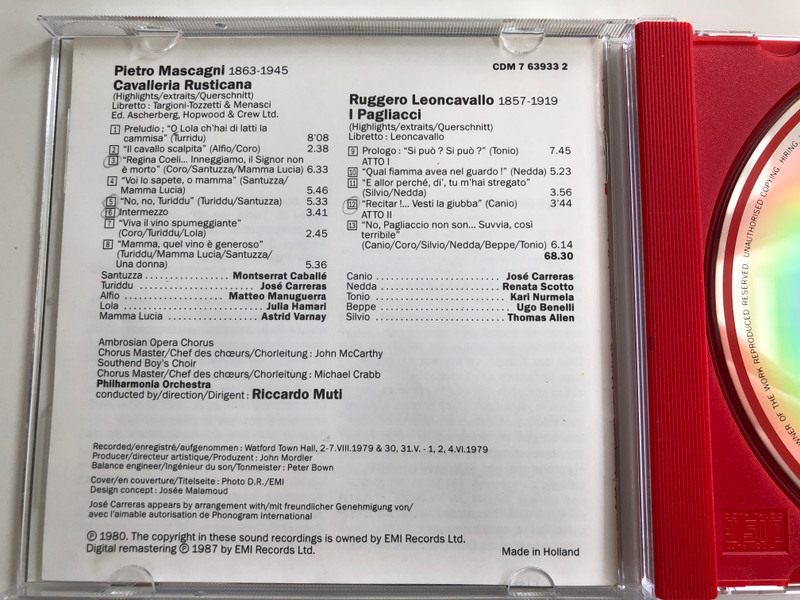 CDM 7 63933 2
Pietro Mascagni 1863-1945
Cavalleria Rusticana
(Highlights/extraits/Querschnitt)
Libretto : Targioni-Tozzetti & Menasci
Ed. Ascherberg, Hopwood & Crew Ltd.
1 Preludio ; "O Lola ch'hai di latti la
cammisa" (Turridu) 8'08
2 "Il cavallo scalpita" (Alfio/Coro) 2.38
3 "Regina Coeli... Inneggiamo, il Signor non
è morto" (Coro/Santuzza/Mamma Lucia) 6.33
4 "Voi lo sapete, o mamma" (Santuzza/
Mamma Lucia) 5.46
5 "No, no, Turiddu" (Turiddu/Santuzza) 5.33
6 Intermezzo 3.41
7 "Viva il vino spumeggiante"
(Coro/Turiddu/Lola) 2.45
8 "Mamma, quel vino è generoso"
(Turiddu/Mamma Lucia/Santuzza/
Una donna) 5.36
Santuzza ............... Montserrat Caballé
Turiddu ..................... José Carreras
Alfio ................. Matteo Manuguerra
Lola ........................... Julia Hamari
Mamma Lucia ............... Astrid Varnay
Ruggero Leoncavallo 1857-1919
I Pagliacci
(Highlights/extraits/Querschnitt)
Libretto : Leoncavallo
9 Prologo : "Si può ? Si può ?" (Tonio) 7.45
ATTO I
10 "Qual fiamma avea nel guardo !" (Nedda) 5.23
11 "E allor perché, di', tu m'hai stregato"
(Silvio/Nedda) 3.56
12 "Recitar !... Vesti la giubba" (Canio) 3'44
ATTO II
13 "No, Pagliaccio non son... Suvvia, così
terribile"
(Canio/Coro/Silvio/Nedda/Beppe/Tonio) 6.14
68.30
Canio ....................... José Carreras
Nedda ...................... Renata Scotto
Tonio ........................ Kari Nurmela
Beppe ........................ Ugo Benelli
Silvio ...................... Thomas Allen
Ambrosian Opera Chorus
Chorus Master/Chef des chœurs/Chorleitung : John McCarthy
Southend Boy's Choir
Chorus Master/Chef des chœurs/Chorleitung : Michael Crabb
Philharmonia Orchestra
conducted by/direction/Dirigent : Riccardo Muti
Recorded/enregistré/aufgenommen : Watford Town Hall, 2-7.VIII.1979 & 30, 31.V. - 1, 2, 4.VI.1979
Producer/directeur artistique/Produzent : John Mordler
Balance engineer/Ingénieur du son/Tonmeister : Peter Bown
Cover/en couverture/Titelseite : Photo D.R./EMI
Design concept : Josée Malamoud
José Carreras appears by arrangement with/mit freundlicher Genehmigung von/
avec l'aimable autorisation de Phonogram International
Ⓟ 1980. The copyright in these sound recordings is owned by EMI Records Ltd.
Digital remastering Ⓟ 1987 by EMI Records Ltd.
Made in Holland
OWNER OF THE WORK REPRODUCED RESERVED. UNAUTHORISED COPYING, HIRING,